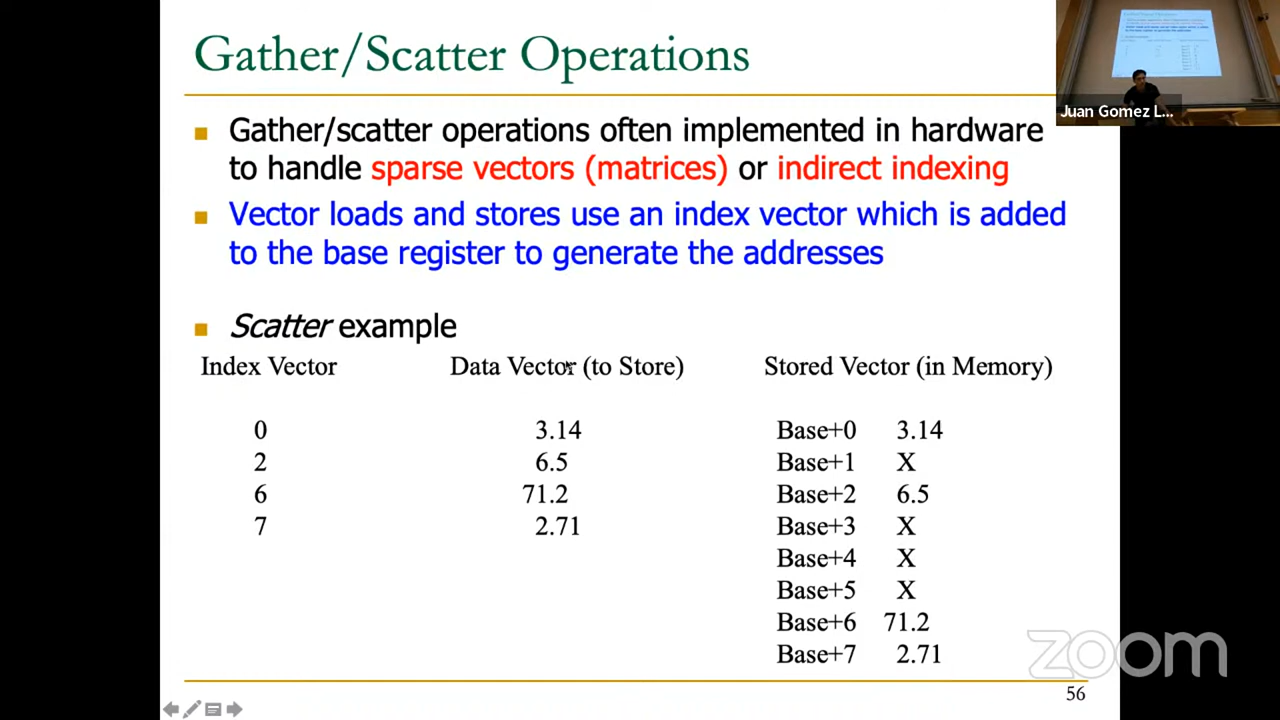 Gather/Scatter Operations
Juan Gomez L...
Gather/scatter operations often implemented in hardware
to handle sparse vectors (matrices) or indirect indexing
Vector loads and stores use an index vector which is added
to the base register to generate the addresses
Scatter example
Index Vector Data Vector (to Store) Stored Vector (in Memory)
0 3.14 Base+0 3.14
2 6.5 Base+1 X
6 71.2 Base+2 6.5
7 2.71 Base+3 X
Base+4 X
Base+5 X
Base+6 71.2
Base+7 2.71
zoom
56